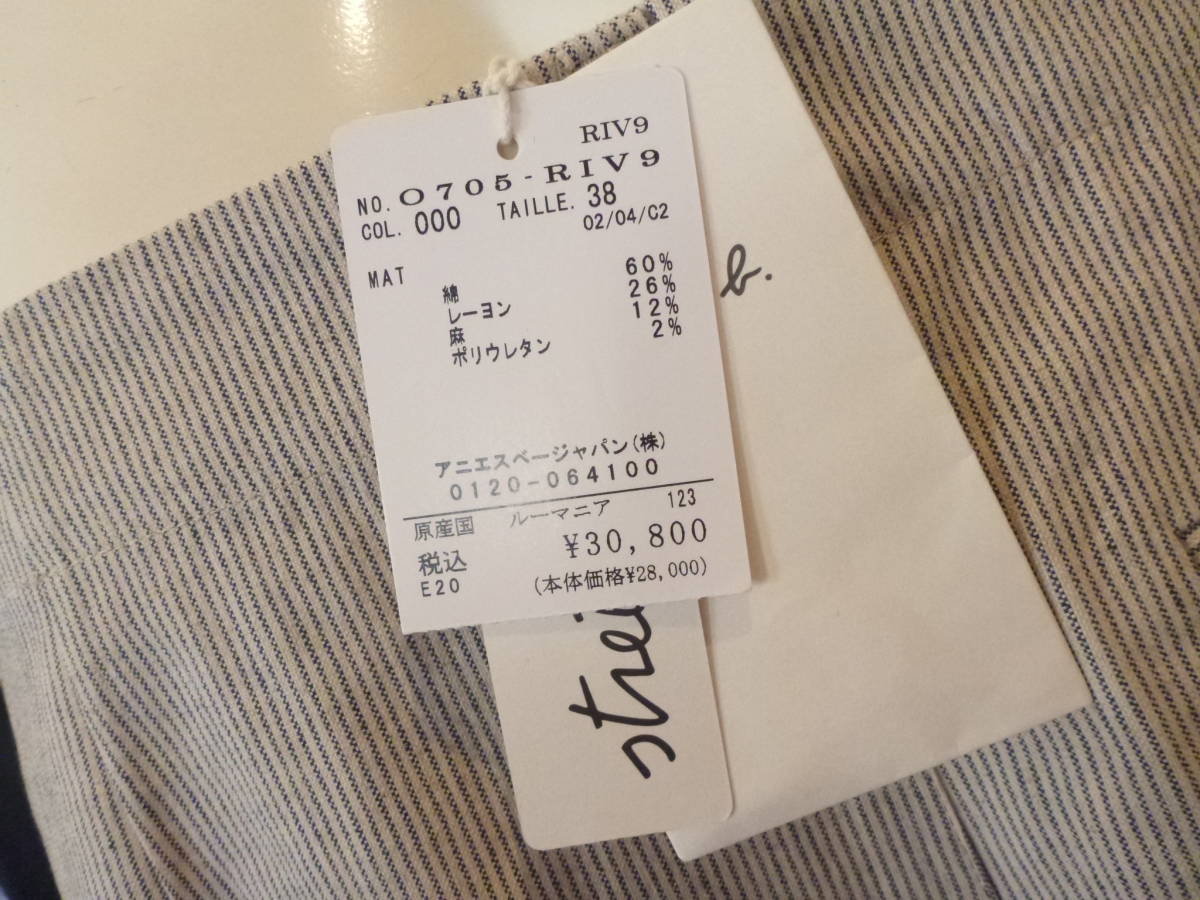 RIV9
NO. O705-RIV9
COL. 000 TAILLE. 38
02/04/C2
MAT
綿 60%
レーヨン 26%
麻 12%
ポリウレタン 2%
アニエスベージャパン(株)
0120-064100
原産国 ルーマニア 123
税込 ¥30,800
E20 (本体価格¥28,000)
b.